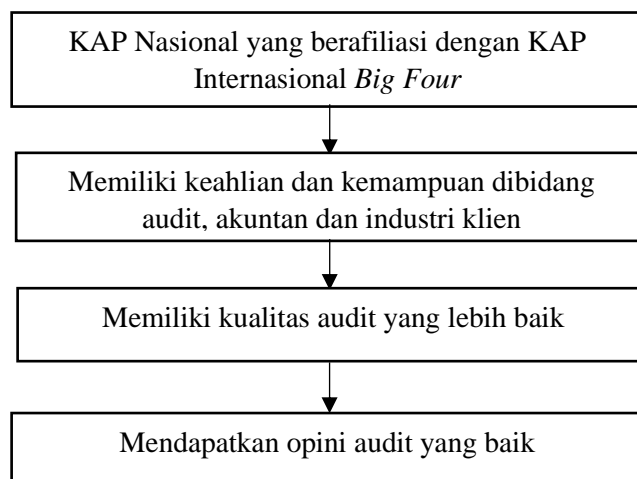 KAP Nasional yang berafiliasi dengan KAP
Internasional Big Four
Memiliki keahlian dan kemampuan dibidang
audit, akuntan dan industri klien
Memiliki kualitas audit yang lebih baik
Mendapatkan opini audit yang baik